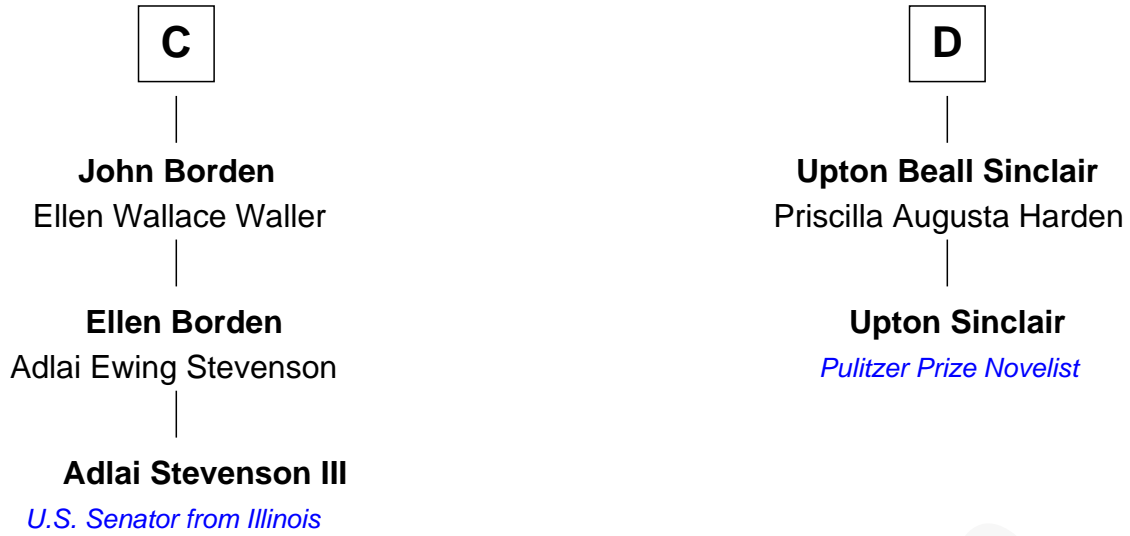 C
John Borden
Ellen Wallace Waller
Ellen Borden
Adlai Ewing Stevenson
Adlai Stevenson III
U.S. Senator from Illinois
D
Upton Beall Sinclair
Priscilla Augusta Harden
Upton Sinclair
Pulitzer Prize Novelist